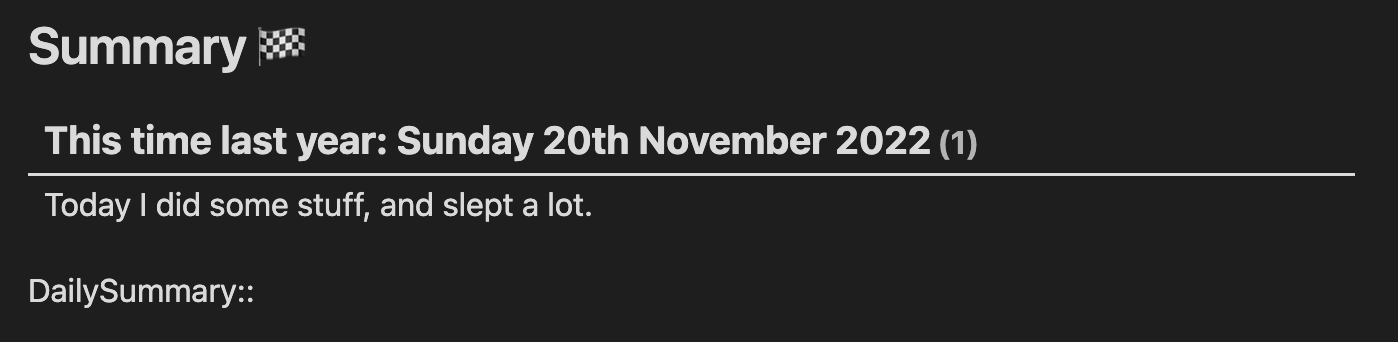 Summary 🏁
This time last year: Sunday 20th November 2022 (1)
Today I did some stuff, and slept a lot.
DailySummary::